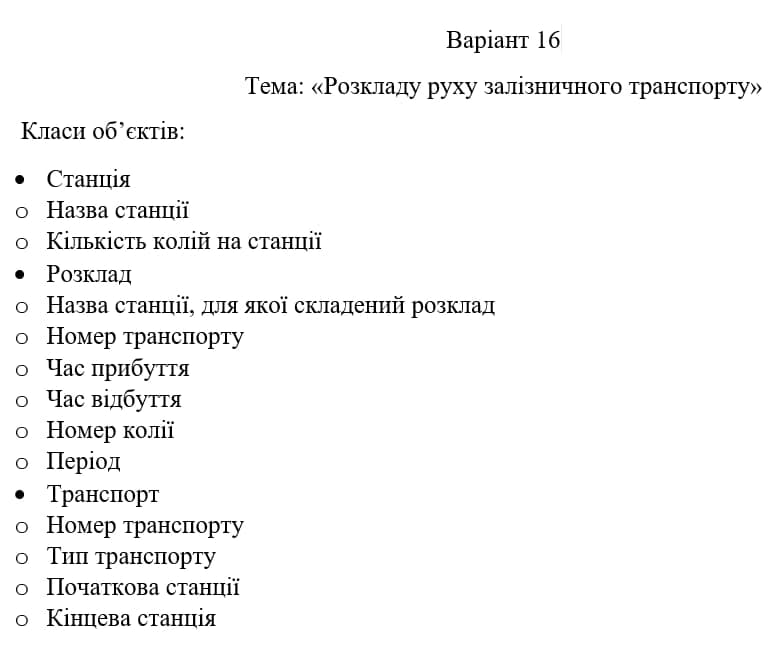 Варіант 16
Тема: «Розкладу руху залізничного транспорту»
Класи об’єктів:
• Станція
o Назва станції
o Кількість колій на станції
• Розклад
o Назва станції, для якої складений розклад
o Номер транспорту
o Час прибуття
o Час відбуття
o Номер колії
o Період
• Транспорт
o Номер транспорту
o Тип транспорту
o Початкова станції
o Кінцева станція